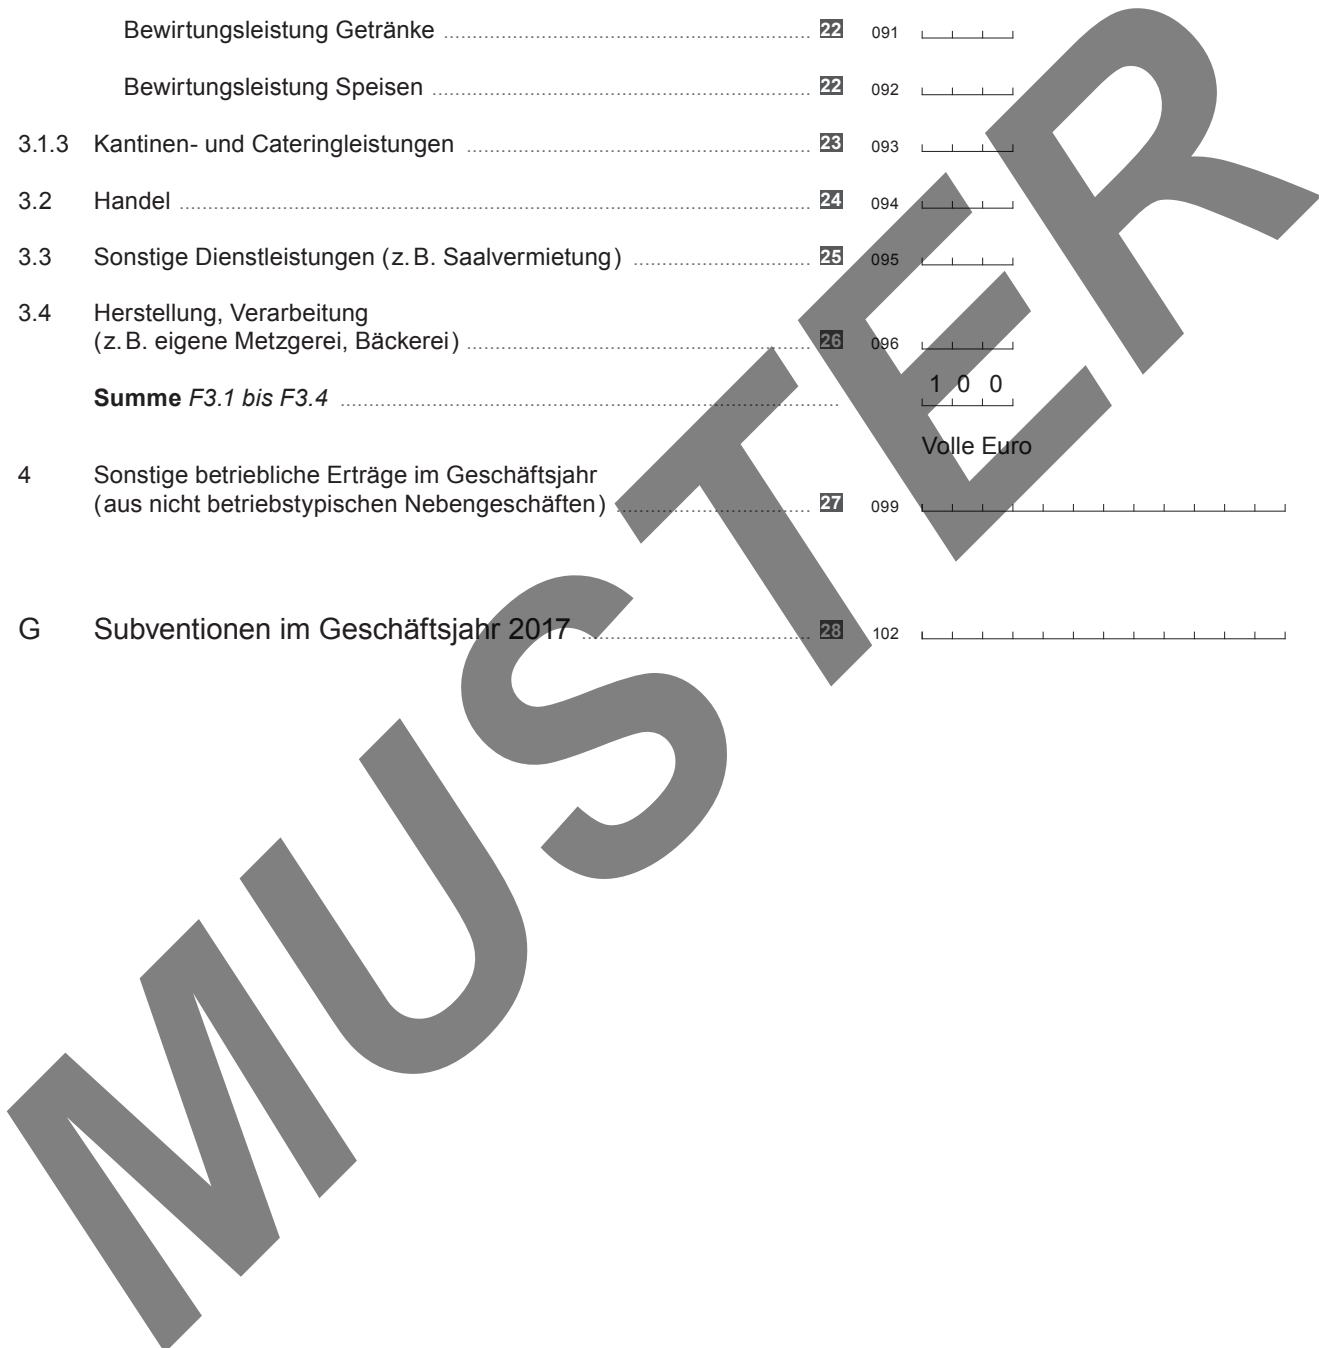 Bewirtungsleistung Getränke 22 091
Bewirtungsleistung Speisen 22 092
3.1.3 Kantinen- und Cateringleistungen 23 093
3.2 Handel 24 094
3.3 Sonstige Dienstleistungen (z. B. Saalvermietung) 25 095
3.4 Herstellung, Verarbeitung
(z. B. eigene Metzgerei, Bäckerei) 26 096
Summe F3.1 bis F3.4 1 0 0
Volle Euro
4 Sonstige betriebliche Erträge im Geschäftsjahr
(aus nicht betriebstypischen Nebengeschäften) 27 099
G Subventionen im Geschäftsjahr 2017 28 102
MUSTER